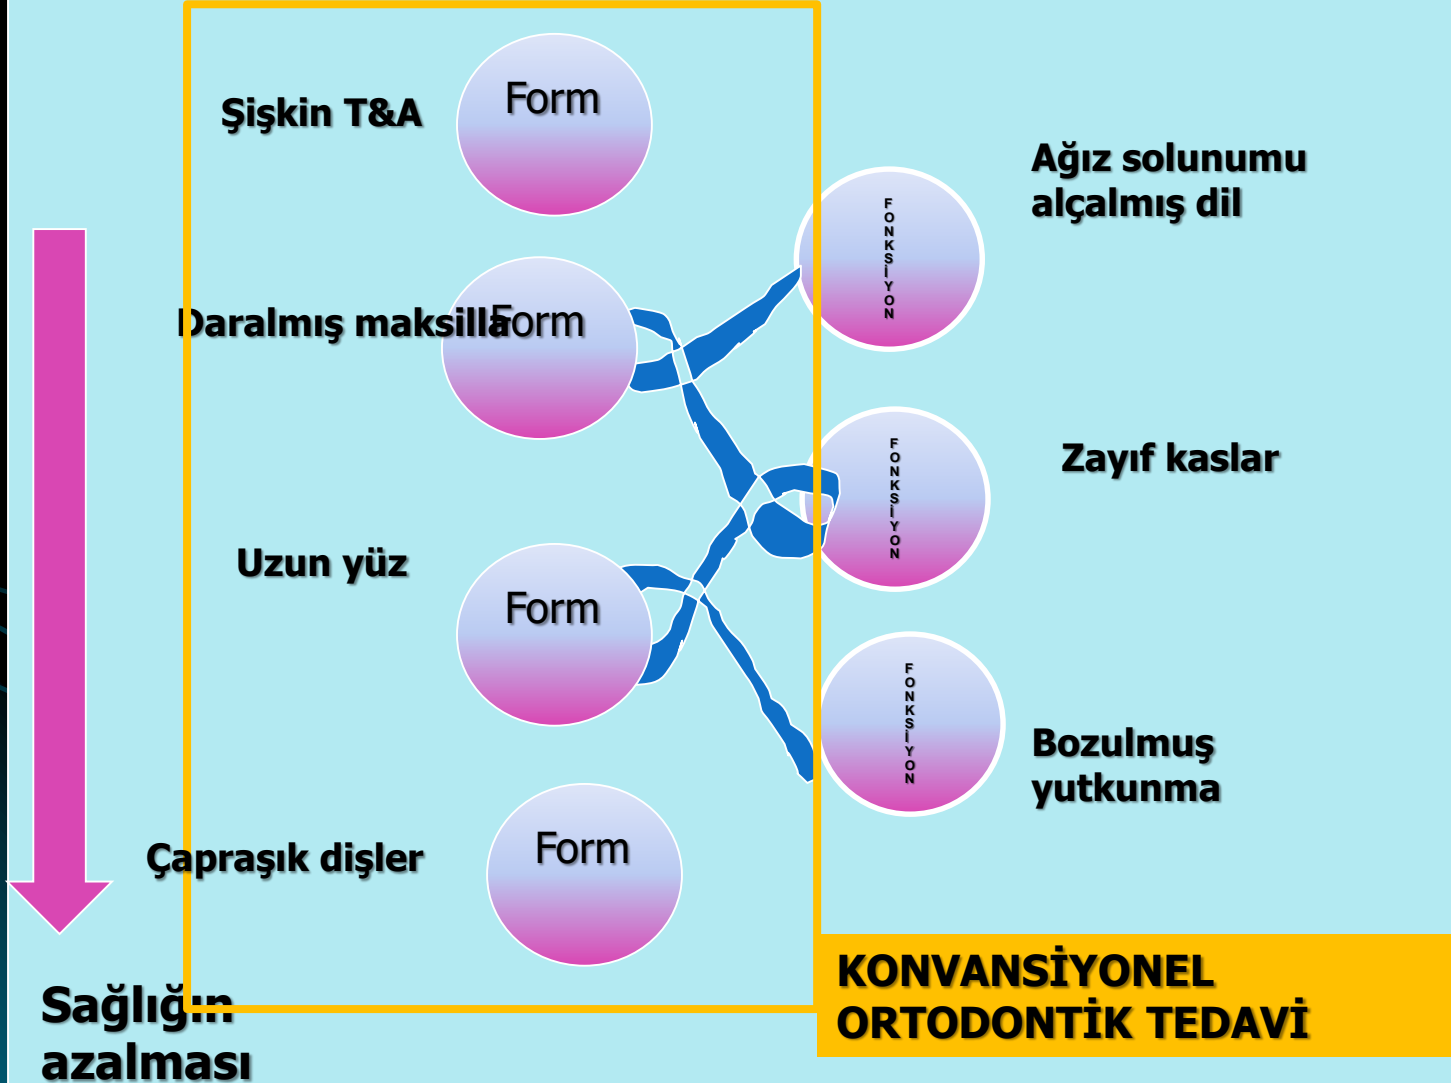 Şişkin T&A
Form
Ağız solunumu
alçalmış dil
FONKSİYON
Daralmış maksilla
Form
Zayıf kaslar
FONKSİYON
Uzun yüz
Form
FONKSİYON
Bozulmuş
yutkunma
Çapraşık dişler
Form
Sağlığın
azalması
KONVANSİYONEL
ORTODONTİK TEDAVİ